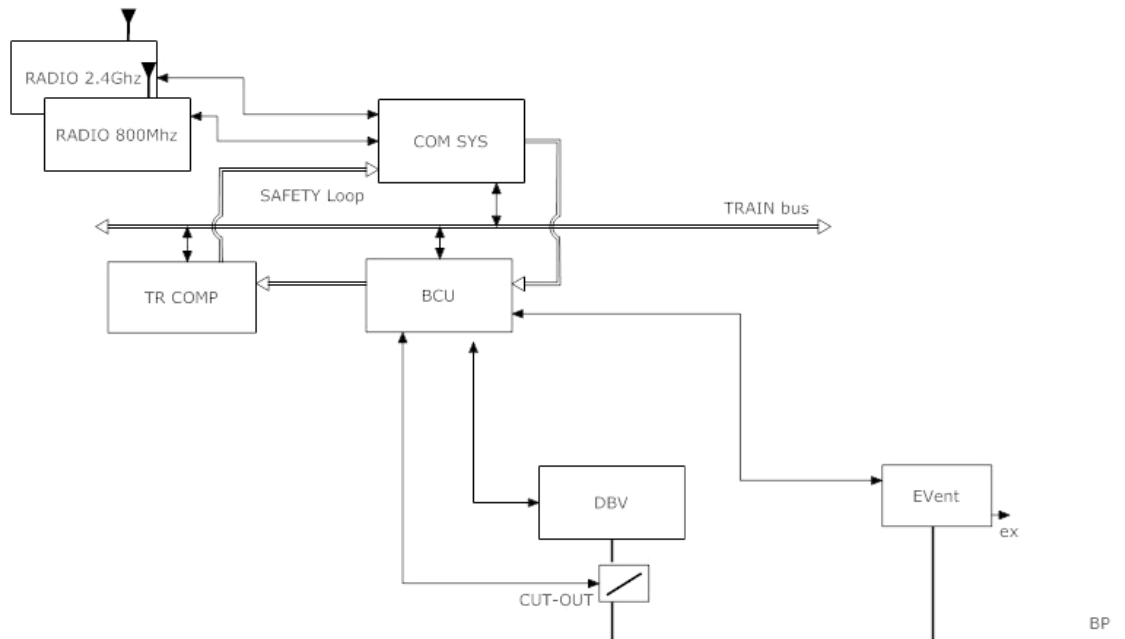 RADIO 2.4Ghz
RADIO 800Mhz
COM SYS
SAFETY Loop
TRAIN bus
TR COMP
BCU
DBV
EVent
ex
CUT-OUT
BP